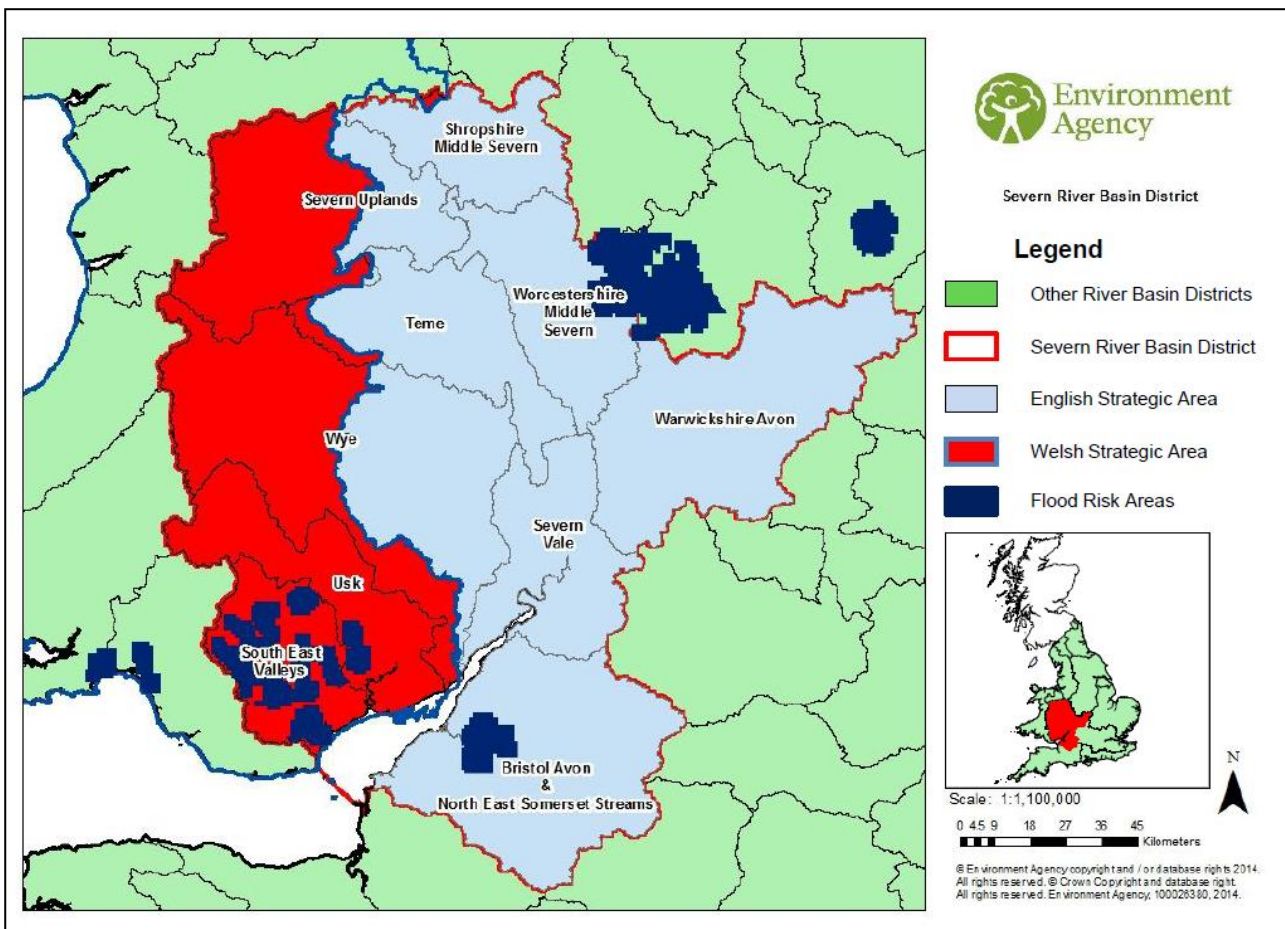 Shropshire
Middle Severn
Severn Uplands
Worcestershire
Middle
Severn
Teme
Warwickshire Avon
Wye
Severn
Vale
Usk
South East
Valleys
Bristol Avon
&
North East Somerset Streams
Environment
Agency
Severn River Basin District
Legend
Other River Basin Districts
Severn River Basin District
English Strategic Area
Welsh Strategic Area
Flood Risk Areas
N
Scale: 1:1,100,000
0 4.5 9 18 27 36 45
Kilometers
© Environment Agency copyright and / or database rights 2014.
All rights reserved. © Crown Copyright and database right.
All rights reserved. Environment Agency, 100026380, 2014.